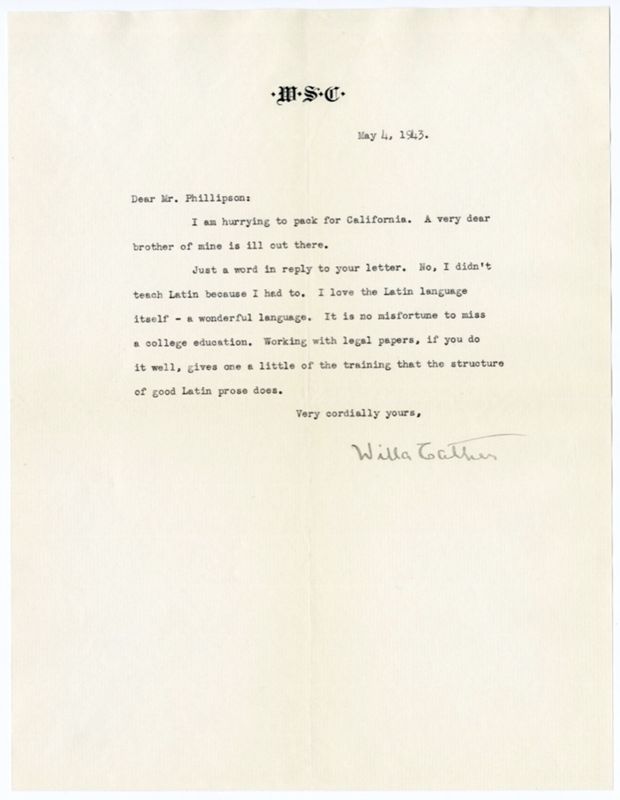 ·W·S·C·
May 4, 1943.
Dear Mr. Phillipson:
I am hurrying to pack for California. A very dear
brother of mine is ill out there.
Just a word in reply to your letter. No, I didn't
teach Latin because I had to. I love the Latin language
itself - a wonderful language. It is no misfortune to miss
a college education. Working with legal papers, if you do
it well, gives one a little of the training that the structure
of good Latin prose does.
Very cordially yours,
Willa Cather